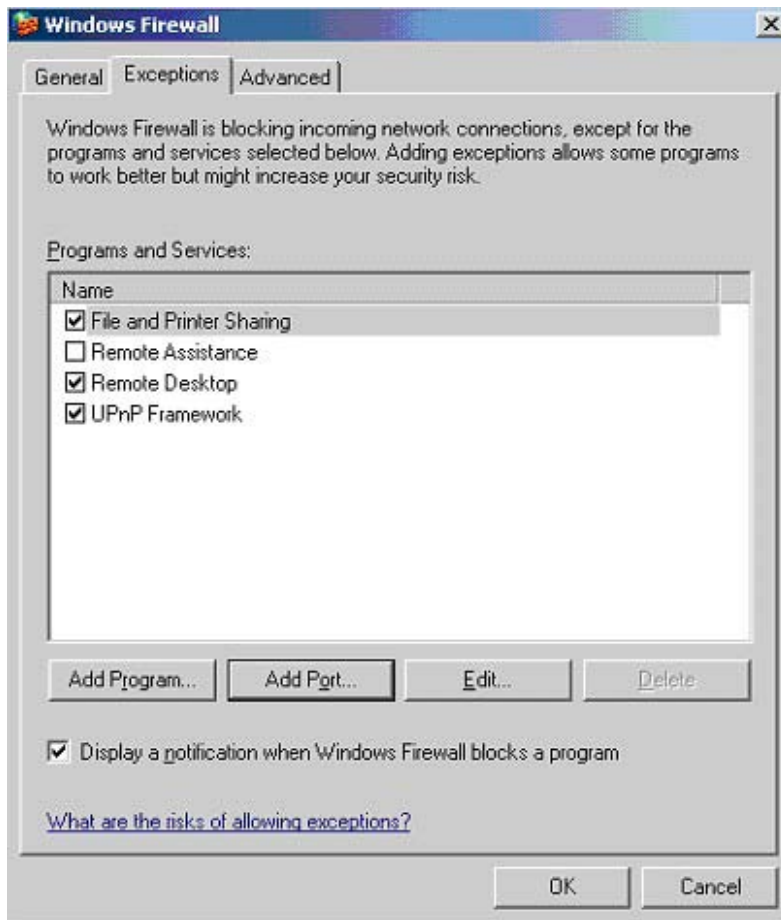 Windows Firewall
General Exceptions Advanced
Windows Firewall is blocking incoming network connections, except for the
programs and services selected below. Adding exceptions allows some programs
to work better but might increase your security risk.
Programs and Services:
Name
File and Printer Sharing
Remote Assistance
Remote Desktop
UPnP Framework
Add Program... Add Port... Edit... Delete
Display a notification when Windows Firewall blocks a program
What are the risks of allowing exceptions?
OK Cancel